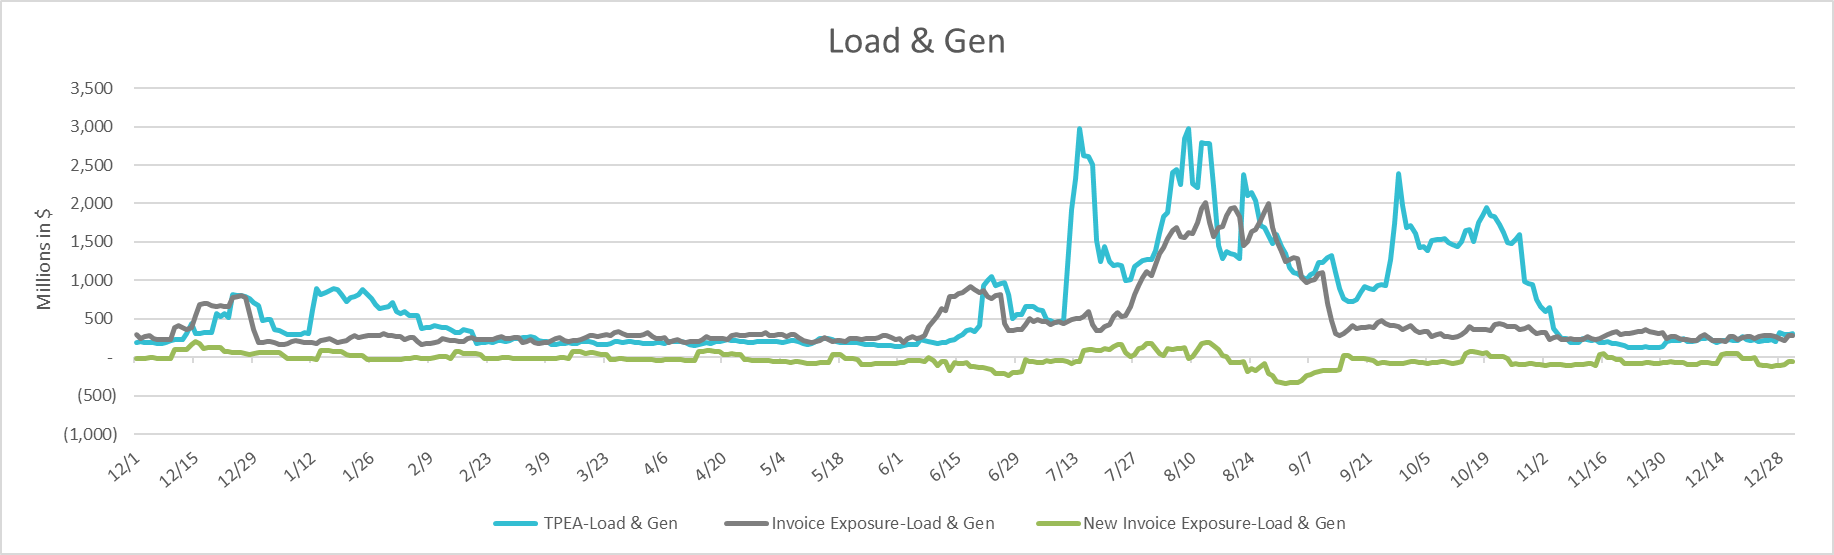 Load & Gen
Millions in $
3,500
3,000
2,500
2,000
1,500
1,000
500
-
(500)
(1,000)
12/1 12/15 12/29 1/12 1/26 2/9 2/23 3/9 3/23 4/6 4/20 5/4 5/18 6/1 6/15 6/29 7/13 7/27 8/10 8/24 9/7 9/21 10/5 10/19 11/2 11/16 11/30 12/14 12/28
TPEA-Load & Gen Invoice Exposure-Load & Gen New Invoice Exposure-Load & Gen